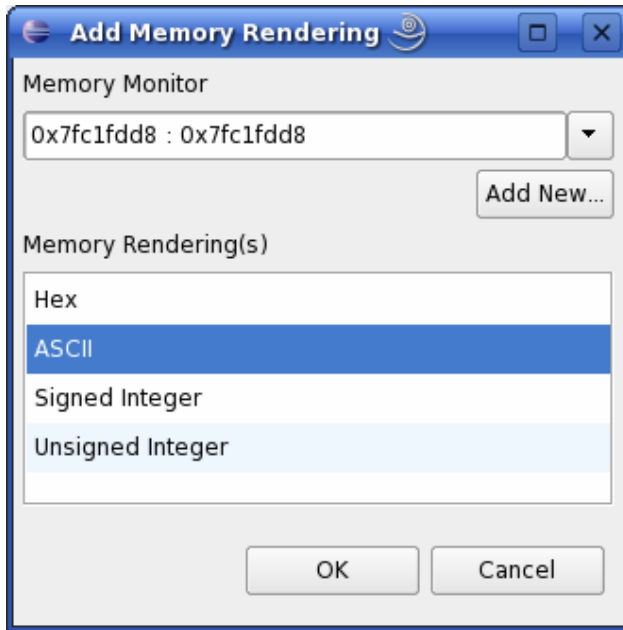 Add Memory Rendering
Memory Monitor
0x7fc1fdd8 : 0x7fc1fdd8
Add New...
Memory Rendering(s)
Hex
ASCII
Signed Integer
Unsigned Integer
OK Cancel